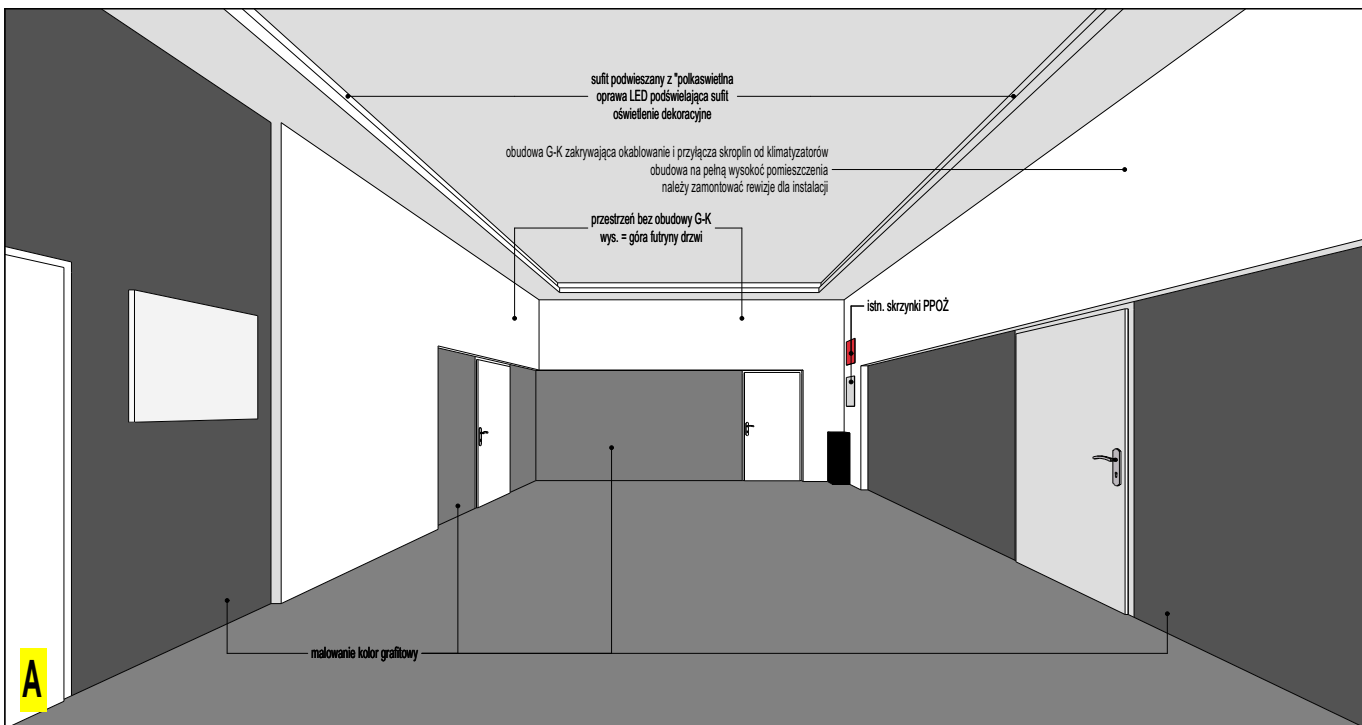 sufit podwieszany z "polkaswietlna
oprawa LED podświelająca sufit
oświetlenie dekoracyjne
obudowa G-K zakrywająca okablowanie i przyłącza skroplin od klimatyzatorów
obudowa na pełną wysokoć pomieszczenia
należy zamontować rewizje dla instalacji
przestrzeń bez obudowy G-K
wys. = góra futryny drzwi
istn. skrzynki PPOŻ
malowanie kolor grafitowy
A